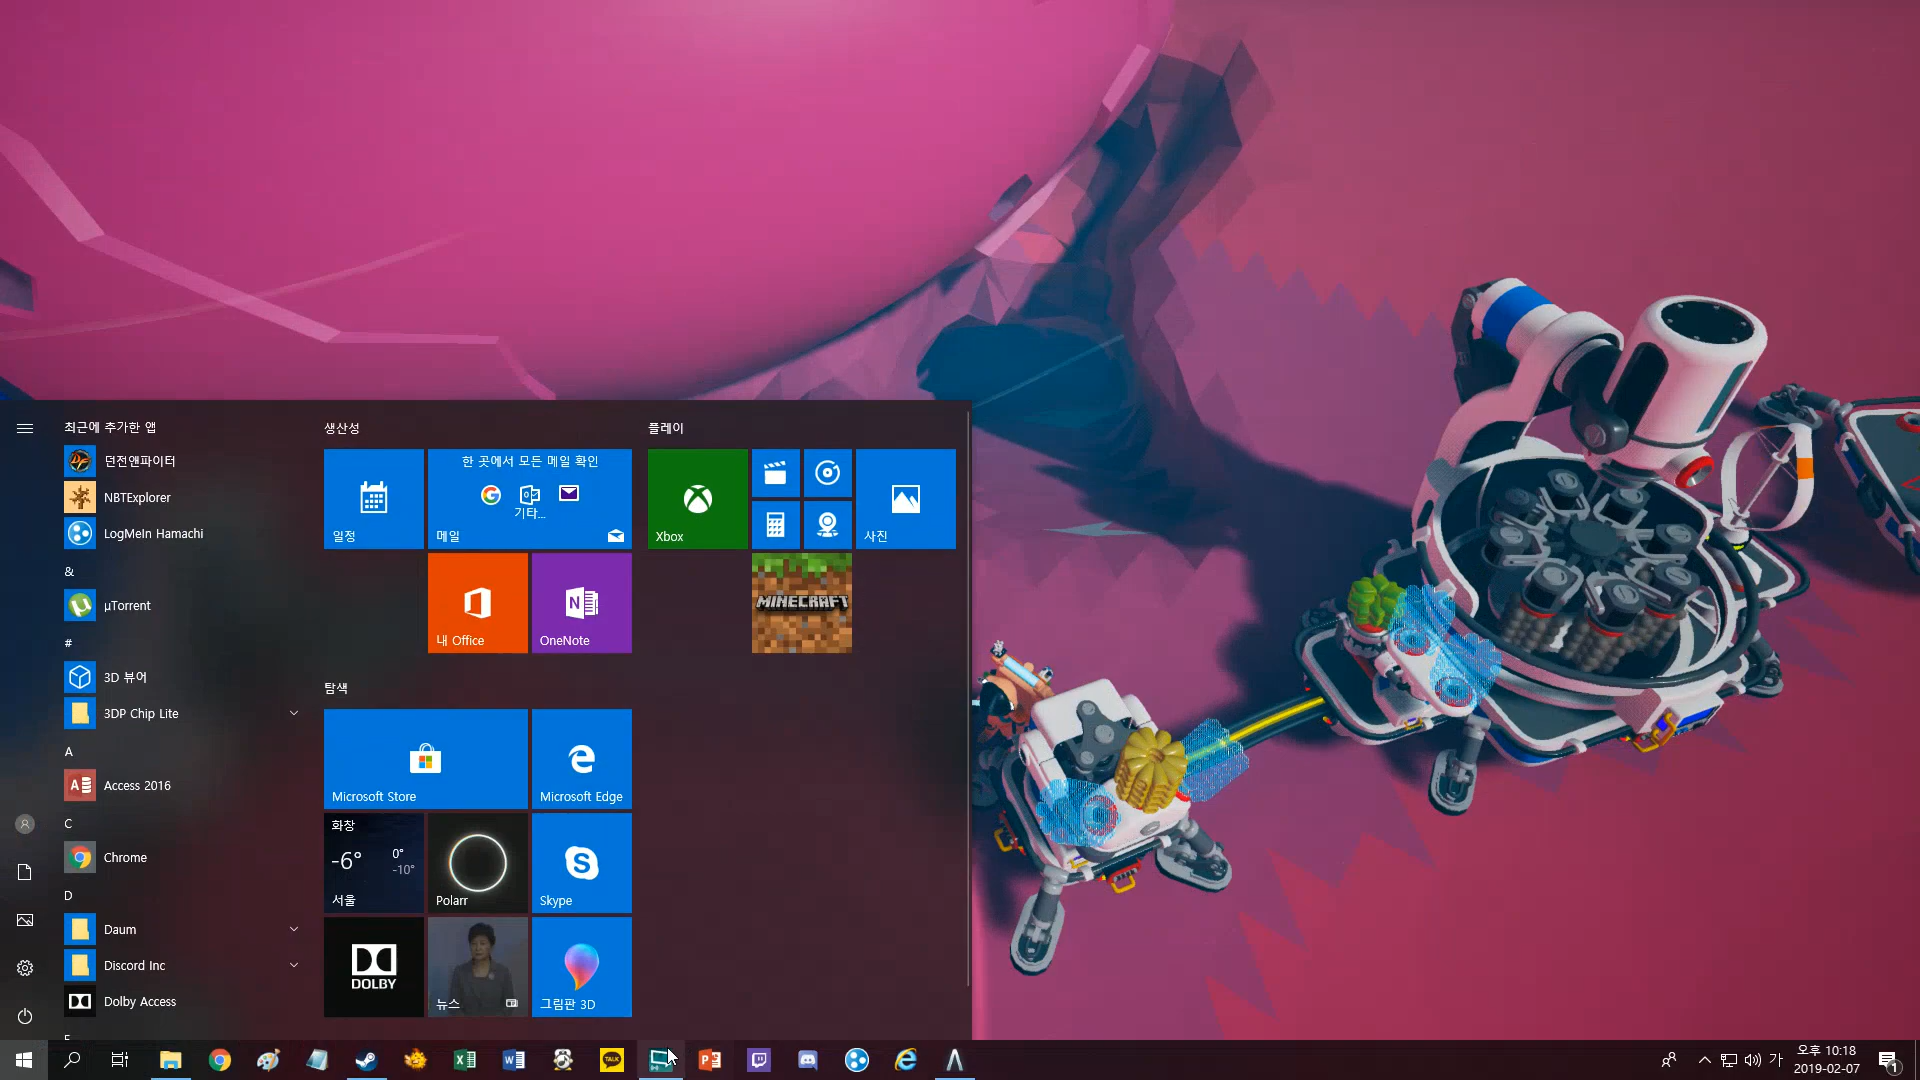 최근에 추가한 앱
던전앤파이터
NBTExplorer
LogMeIn Hamachi
&
µTorrent
#
3D 뷰어
3DP Chip Lite
A
Access 2016
C
Chrome
D
Daum
Discord Inc
Dolby Access
생산성
일정
한 곳에서 모든 메일 확인
기타...
메일
내 Office
OneNote
탐색
Microsoft Store
Microsoft Edge
화창
-6°
0°
-10°
서울
Polarr
Skype
DOLBY
뉴스
그림판 3D
플레이
Xbox
사진
MINECRAFT
TALK
가
오후 10:18
2019-02-07
1